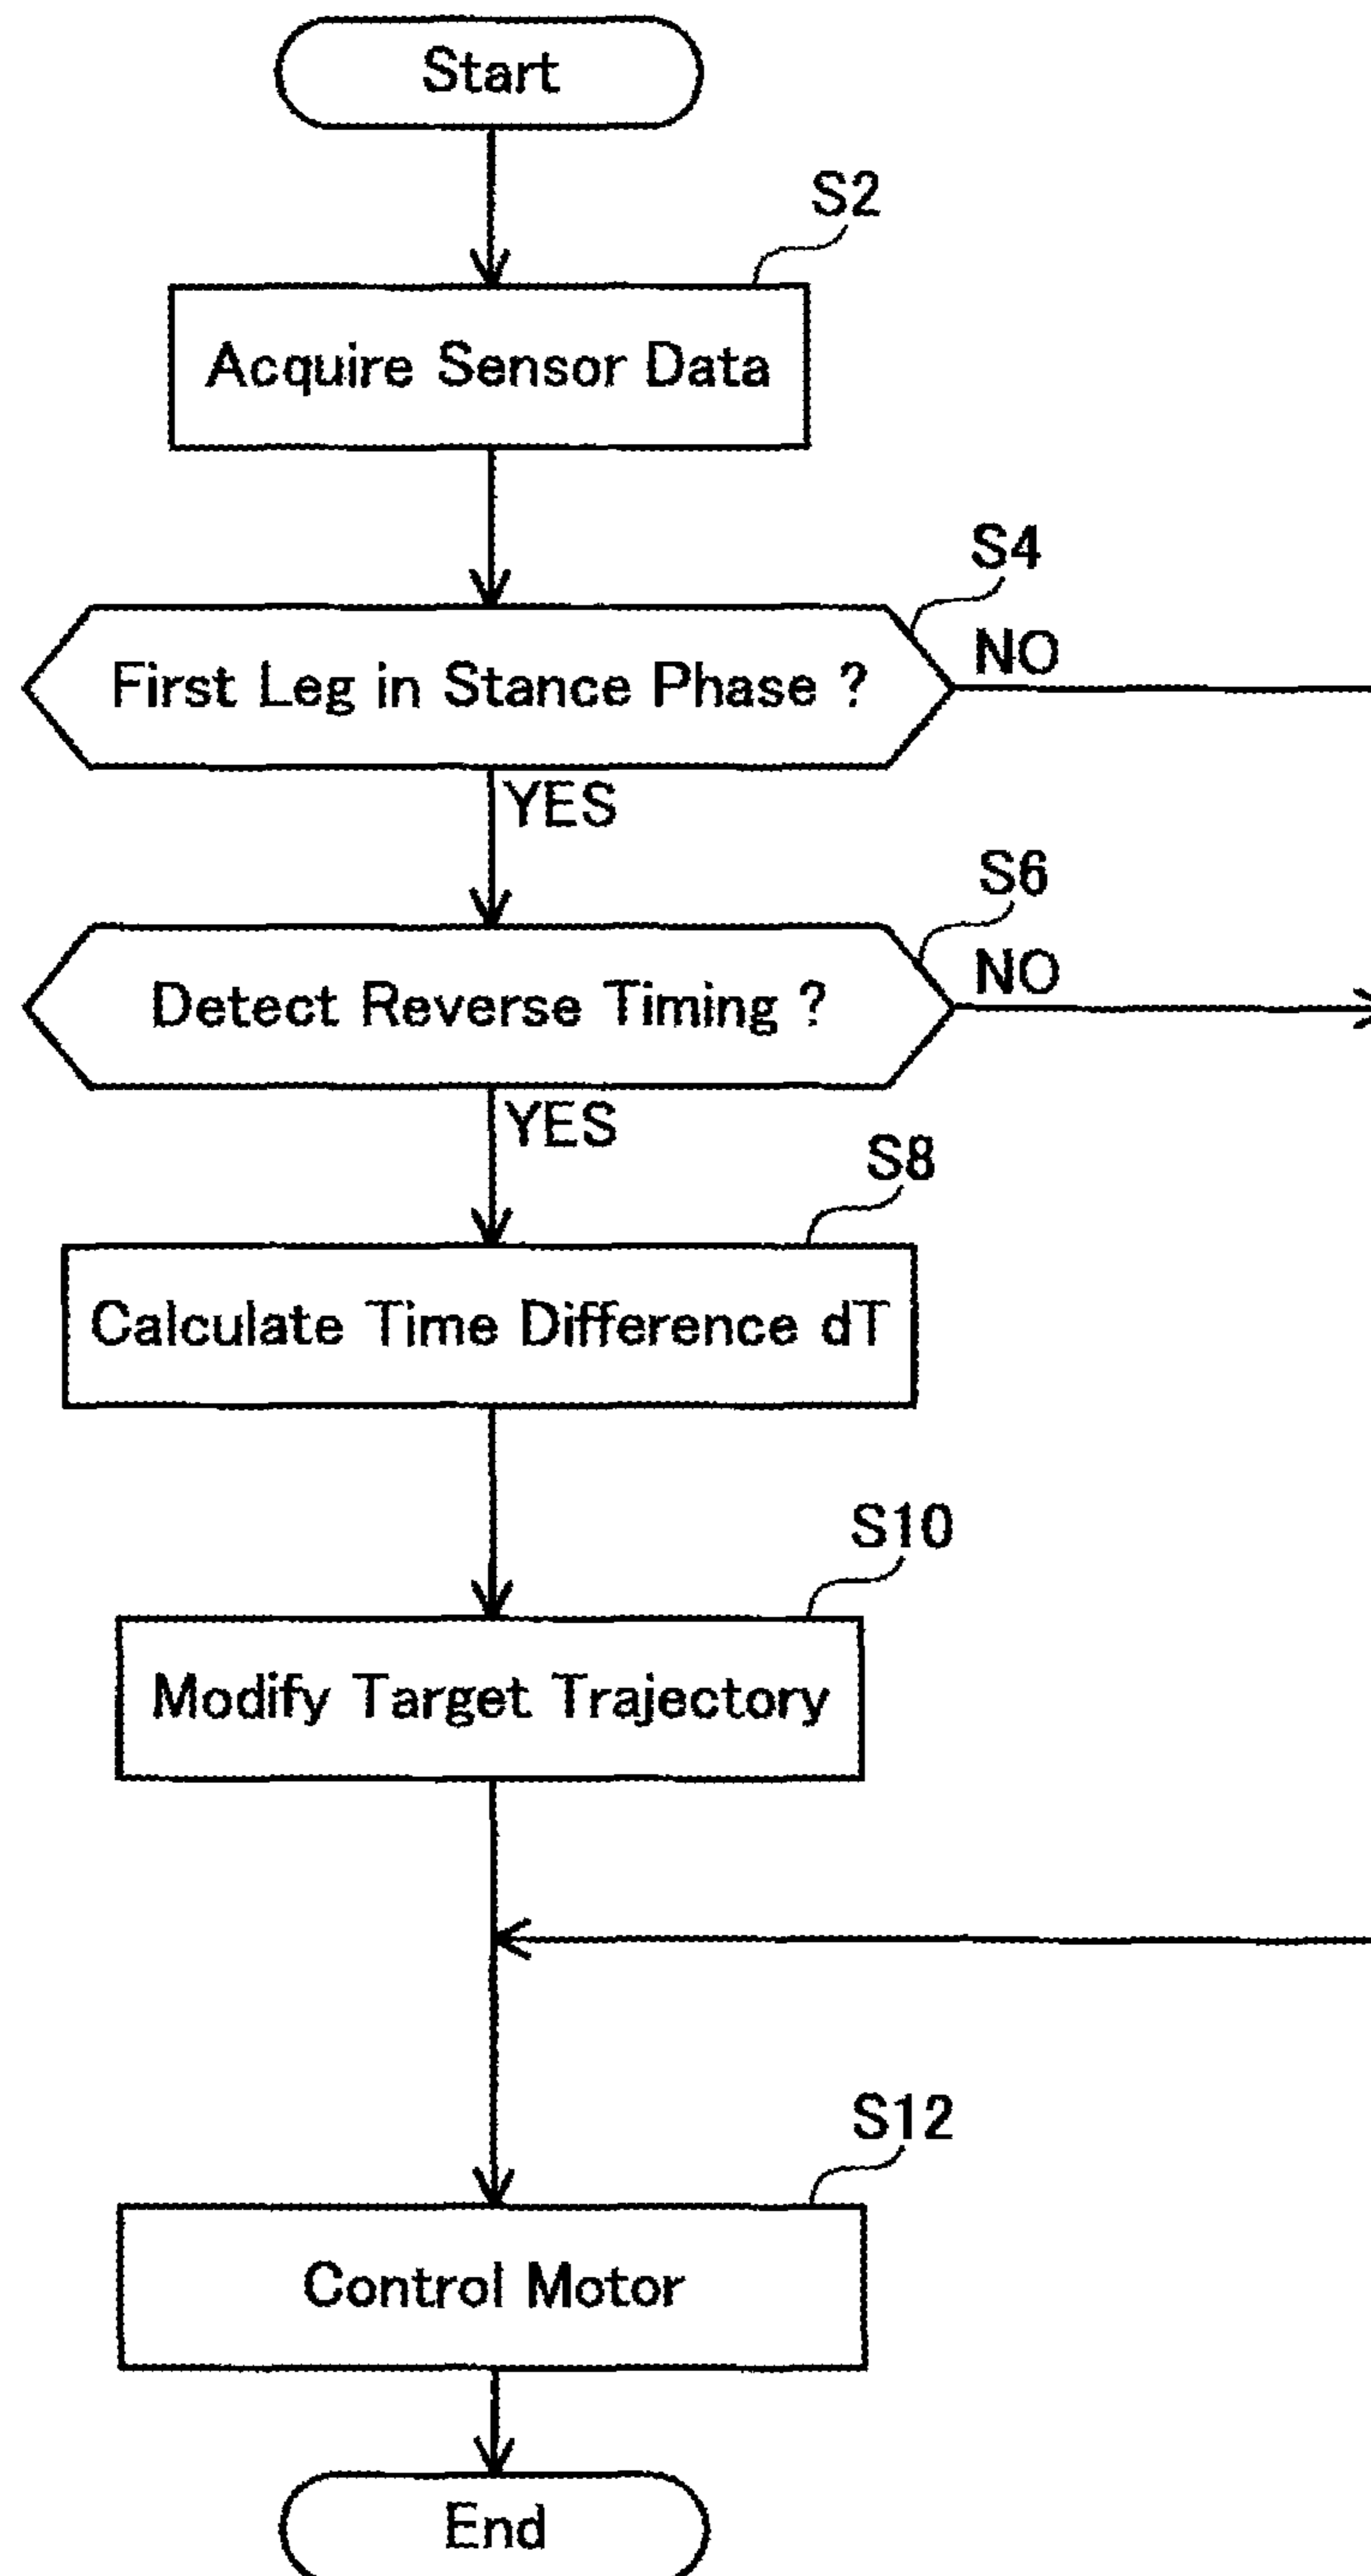 Start
S2
Acquire Sensor Data
S4
First Leg in Stance Phase ?
NO
YES
S6
Detect Reverse Timing ?
NO
YES
S8
Calculate Time Difference dT
S10
Modify Target Trajectory
S12
Control Motor
End